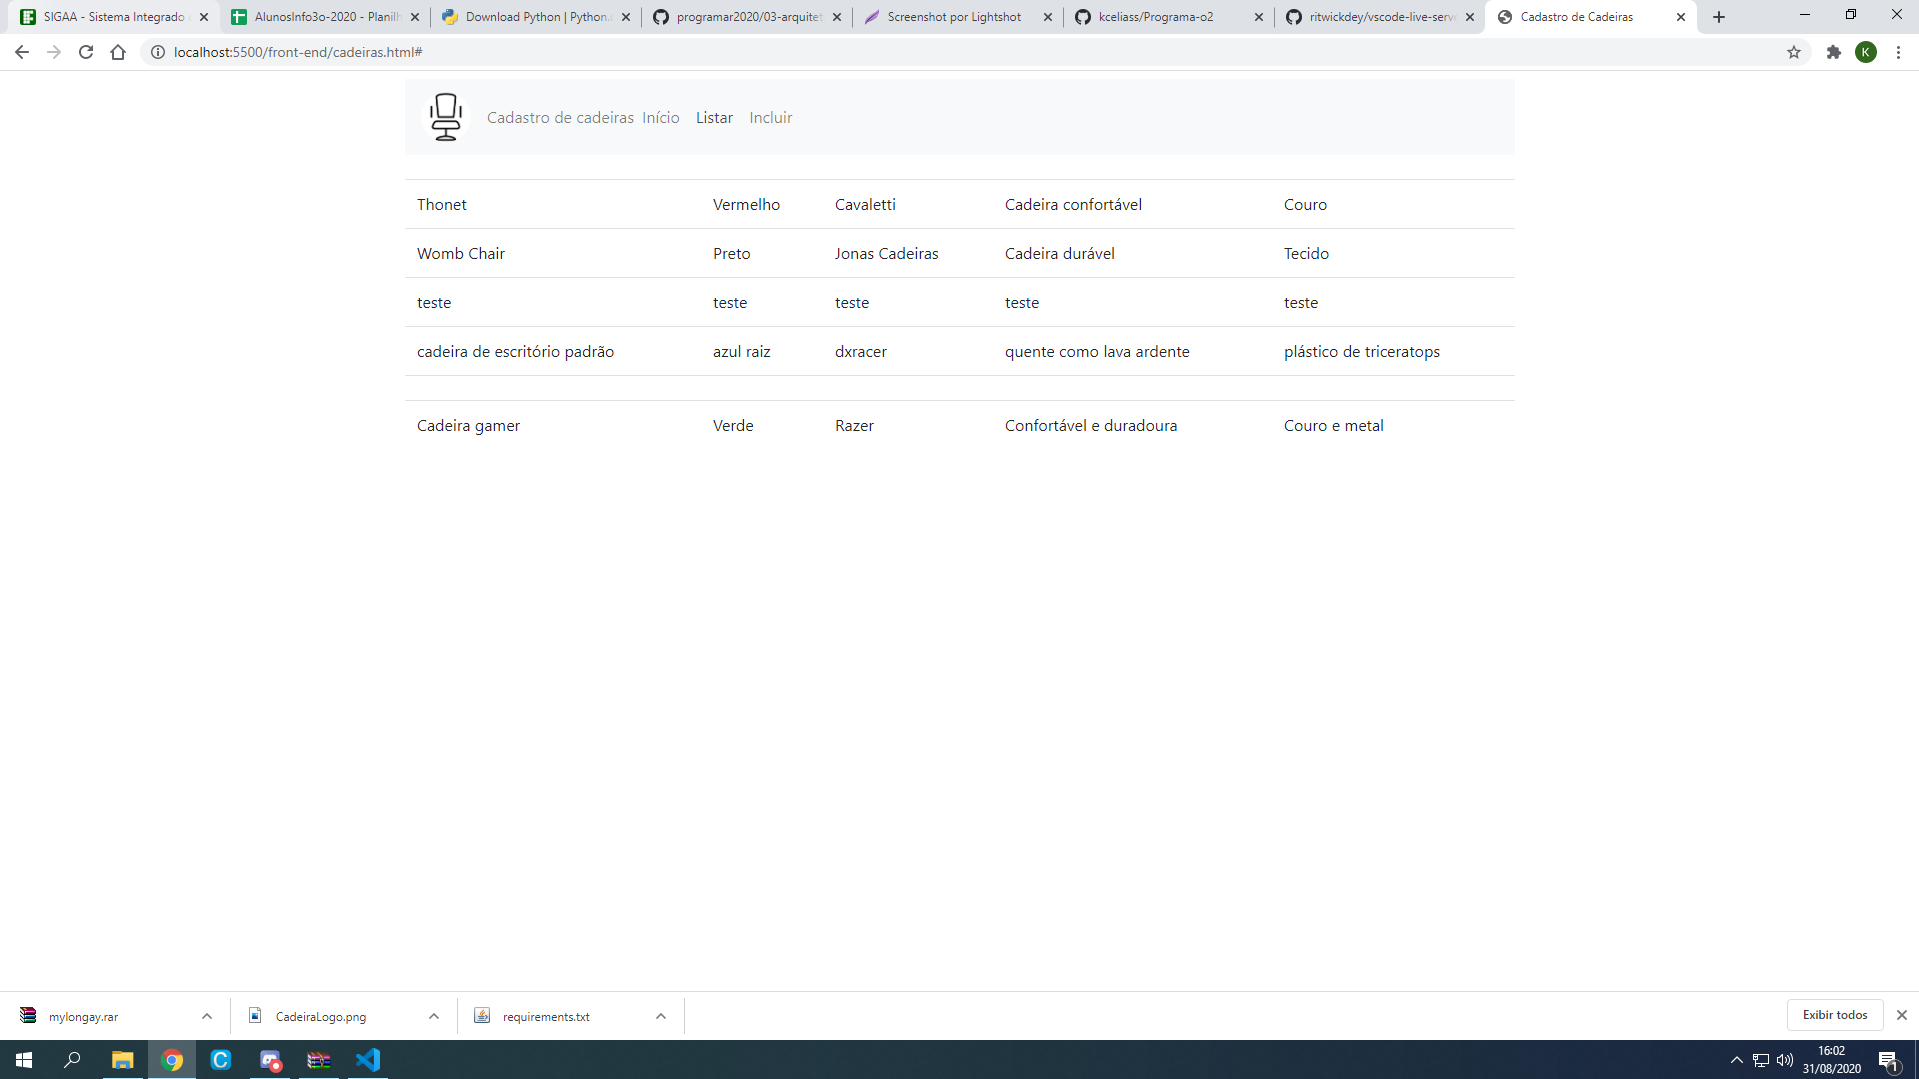 SIGAA - Sistema Integrado
AlunosInfo3o-2020 - Planilh
Download Python | Python.
programar2020/03-arquitet
Screenshot por Lightshot
kceliass/Programa-o2
ritwickdey/vscode-live-serve
Cadastro de Cadeiras
localhost:5500/front-end/cadeiras.html#
K
Cadastro de cadeiras Início Listar Incluir
Thonet Vermelho Cavaletti Cadeira confortável Couro
Womb Chair Preto Jonas Cadeiras Cadeira durável Tecido
teste teste teste teste teste
cadeira de escritório padrão azul raiz dxracer quente como lava ardente plástico de triceratops
Cadeira gamer Verde Razer Confortável e duradoura Couro e metal
mylongay.rar
CadeiraLogo.png
requirements.txt
Exibir todos
C
16:02
31/08/2020
1